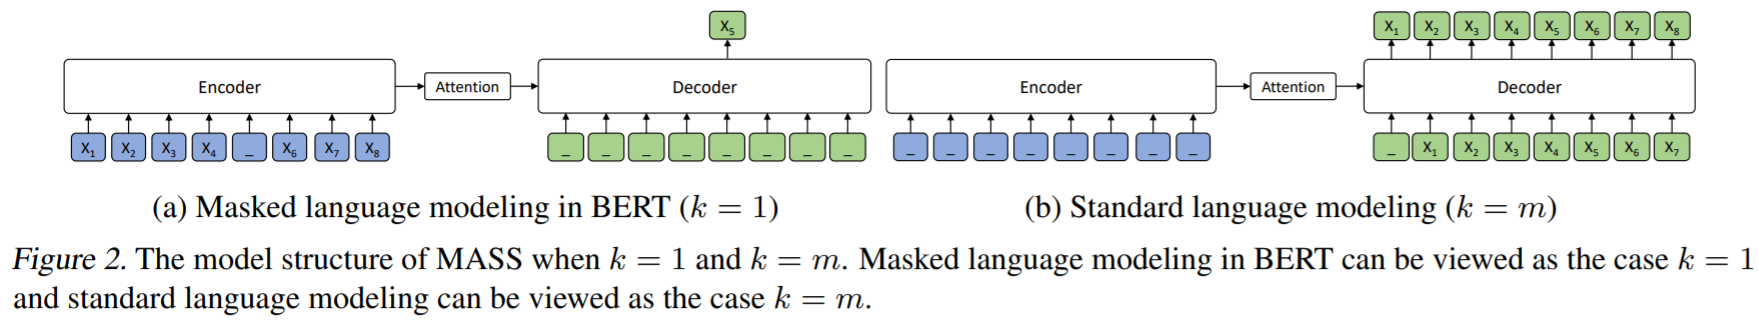 X5 X1 X2 X3 X4 X5 X6 X7 X8
Encoder Attention Decoder Encoder Attention Decoder
X1 X2 X3 X4 _ X6 X7 X8 _ _ _ _ _ _ _ _ _ _ _ _ _ _ _ _ _ X1 X2 X3 X4 X5 X6 X7
(a) Masked language modeling in BERT (k = 1) (b) Standard language modeling (k = m)
Figure 2. The model structure of MASS when k = 1 and k = m. Masked language modeling in BERT can be viewed as the case k = 1
and standard language modeling can be viewed as the case k = m.